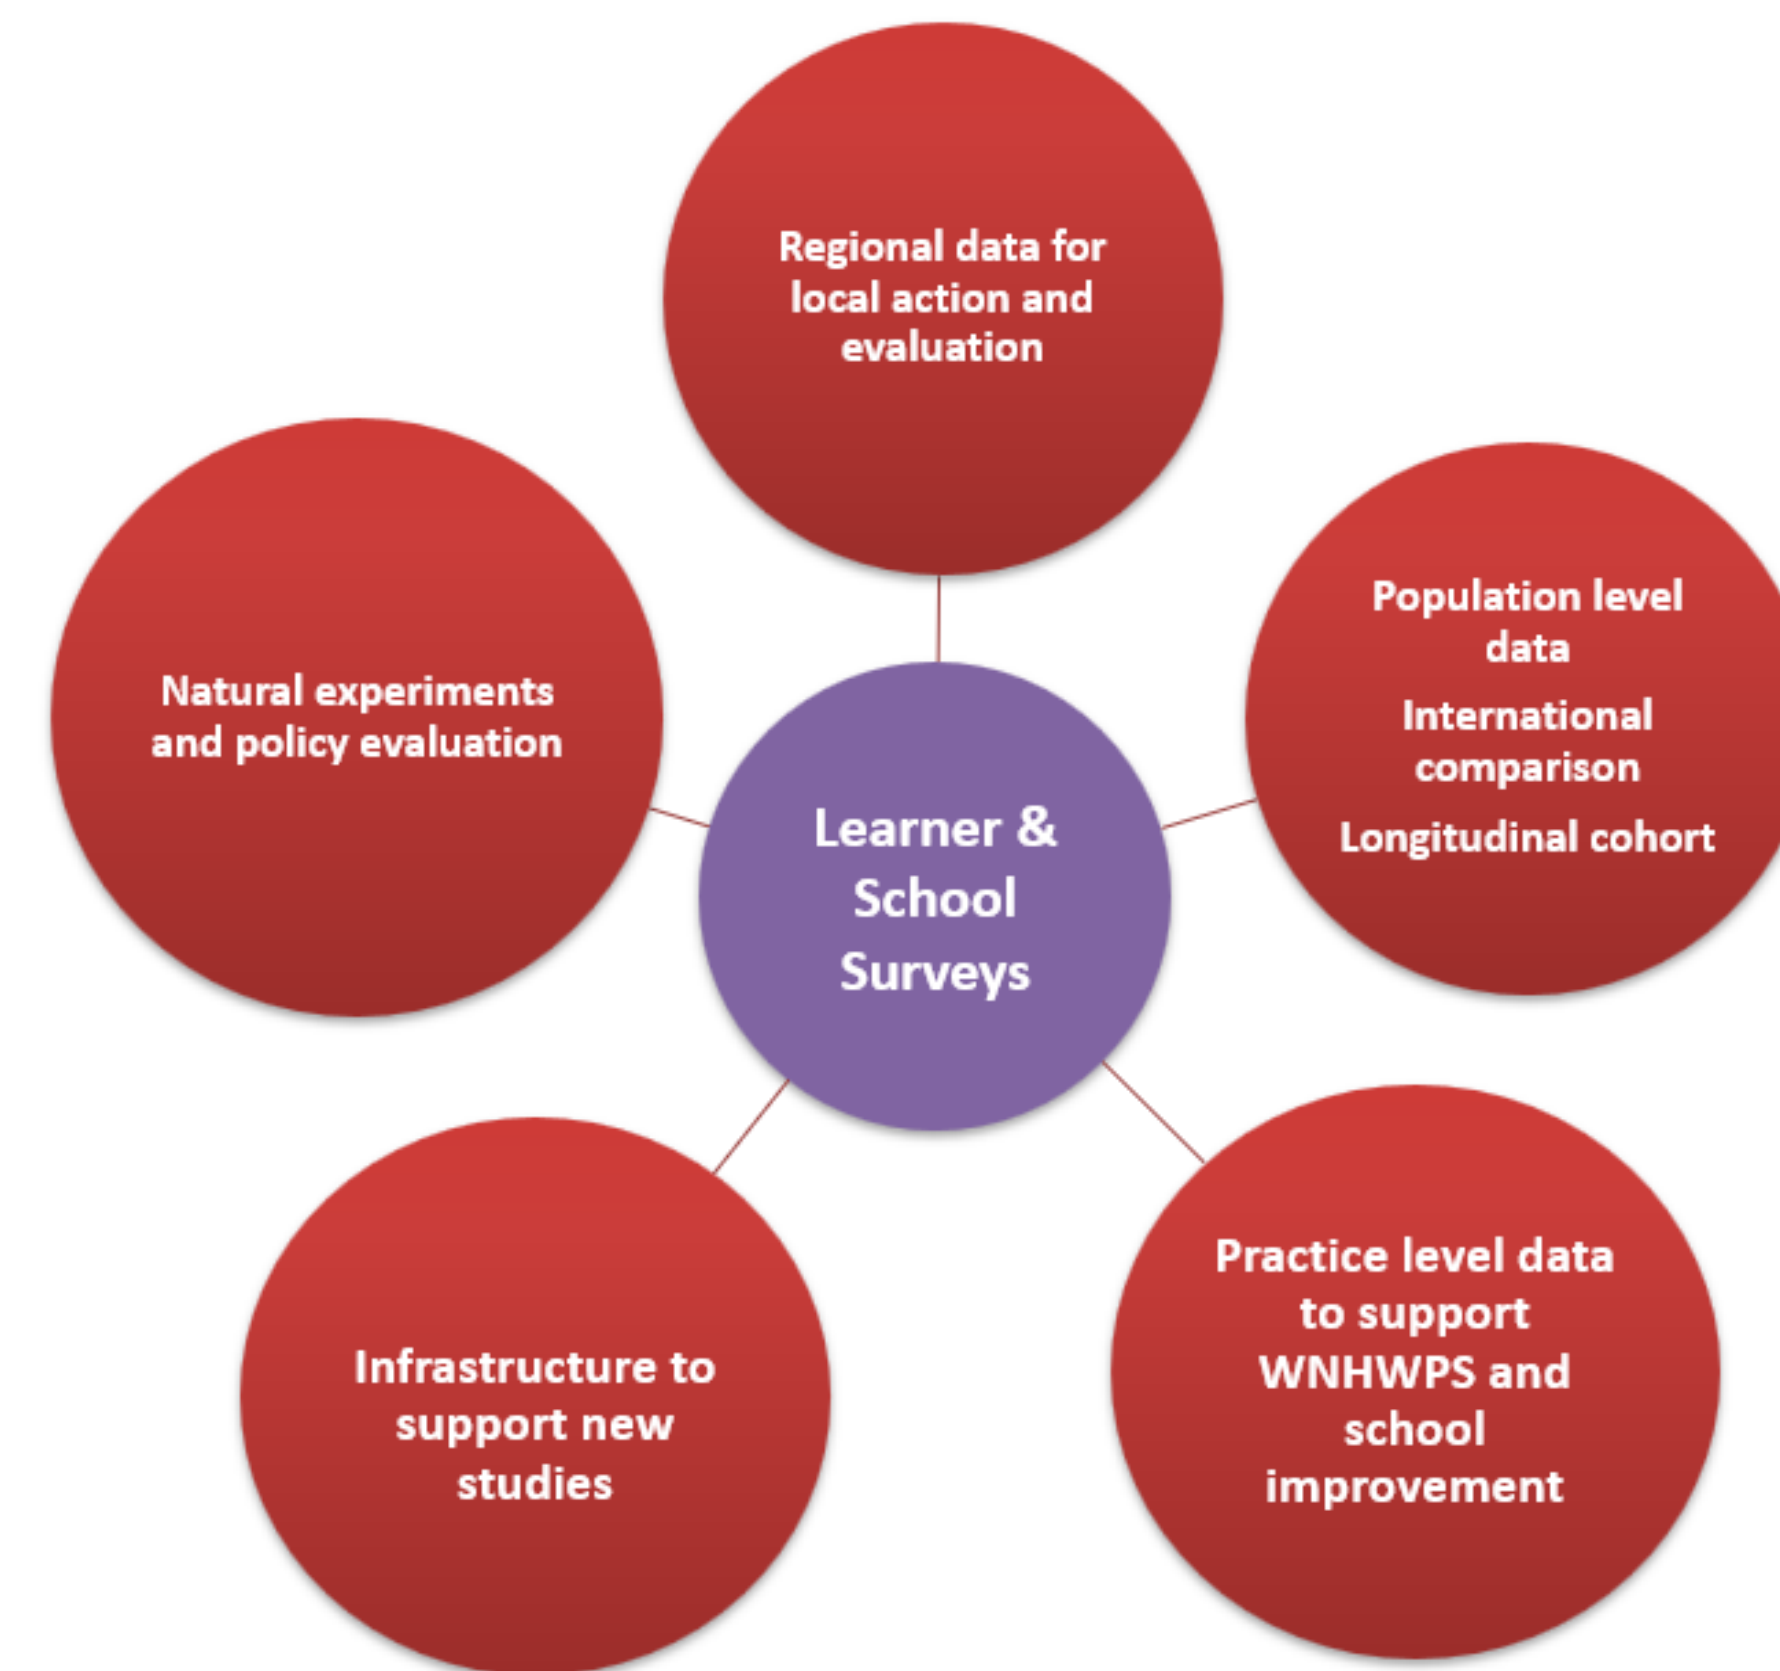 Regional data for
local action and
evaluation
Population level
data
International
comparison
Longitudinal cohort
Natural experiments
and policy evaluation
Learner &
School
Surveys
Practice level data
to support
WNHWPS and
school
improvement
Infrastructure to
support new
studies